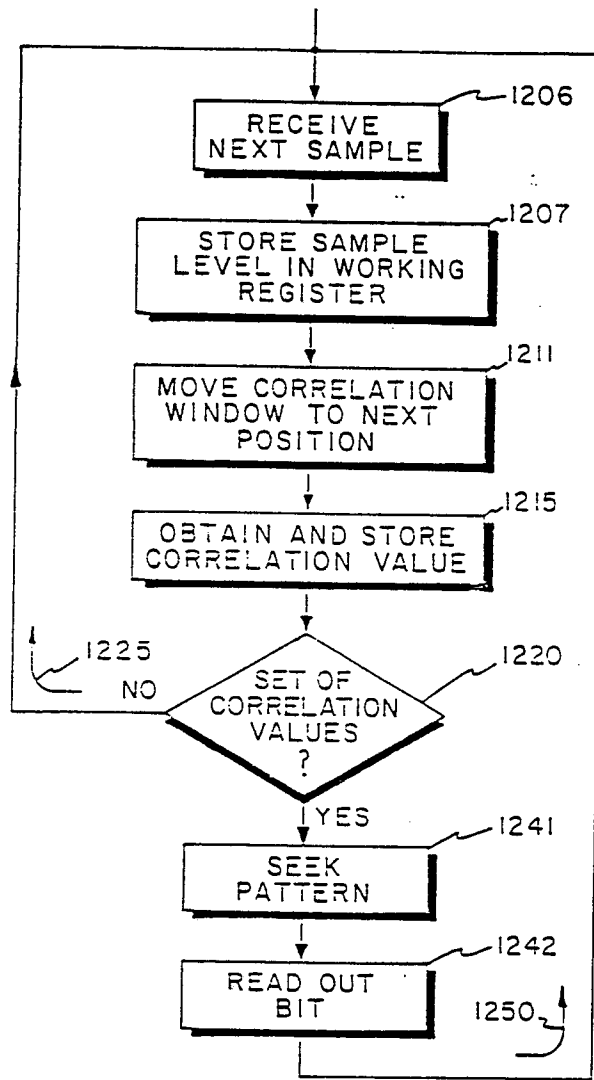 1206
RECEIVE
NEXT SAMPLE
1207
STORE SAMPLE
LEVEL IN WORKING
REGISTER
1211
MOVE CORRELATION
WINDOW TO NEXT
POSITION
1215
OBTAIN AND STORE
CORRELATION VALUE
1225
NO
1220
SET OF
CORRELATION
VALUES
?
YES
1241
SEEK
PATTERN
1242
READ OUT
BIT
1250